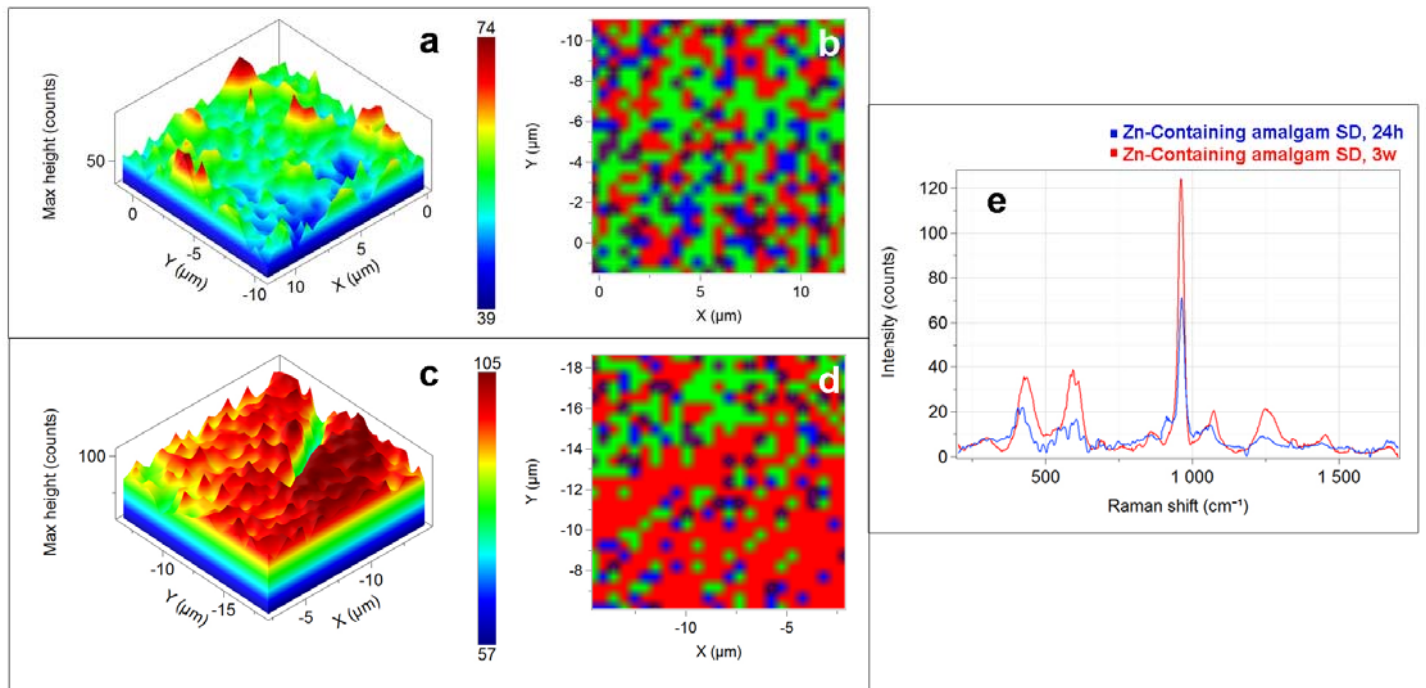 a
74
Max height (counts)
50
0
-5
-10
Y (µm)
10
5
0
X (µm)
39
b
-10
-8
-6
-4
-2
0
Y (µm)
0
5
10
X (µm)
c
105
Max height (counts)
100
-10
-15
Y (µm)
-5
-10
X (µm)
57
d
-18
-16
-14
-12
-10
-8
Y (µm)
-10
-5
X (µm)
Zn-Containing amalgam SD, 24h
Zn-Containing amalgam SD, 3w
e
120
100
80
60
40
20
0
Intensity (counts)
500
1 000
1 500
Raman shift (cm⁻¹)